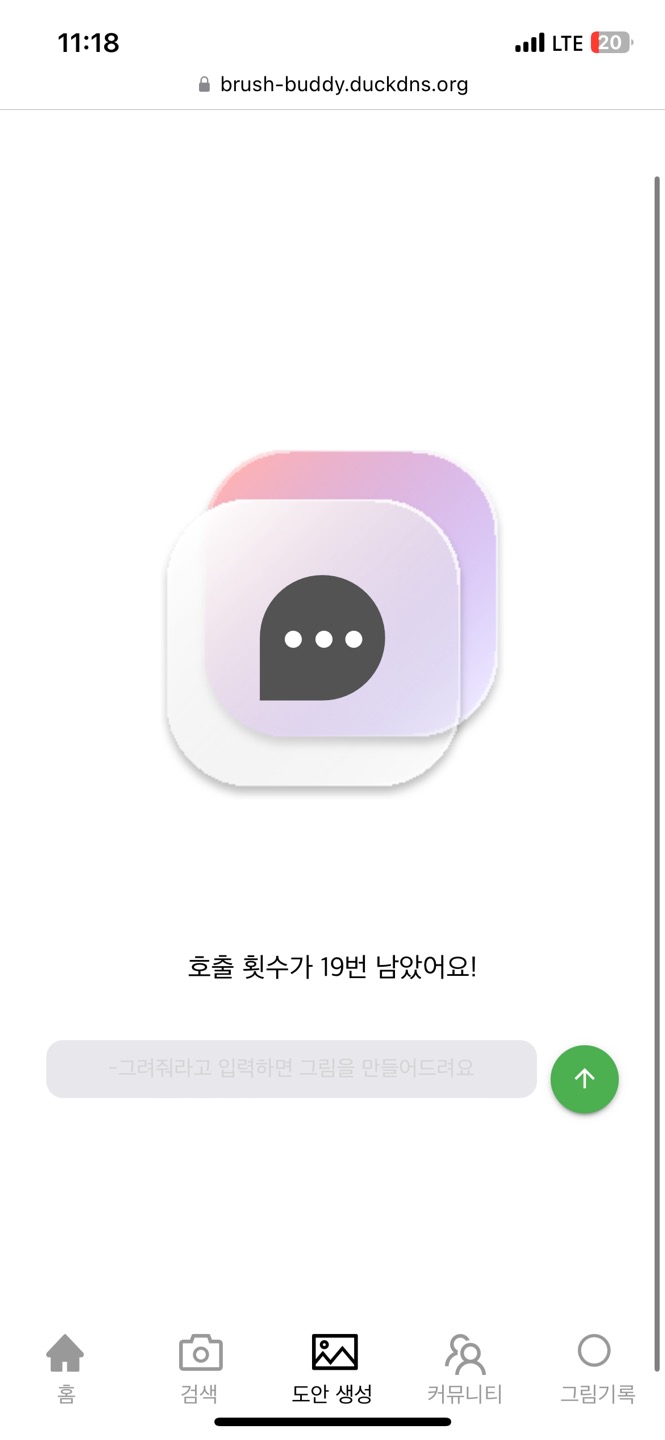 11:18
LTE 20
brush-buddy.duckdns.org
호출 횟수가 19번 남았어요!
-그려줘라고 입력하면 그림을 만들어드려요
홈 검색 도안 생성 커뮤니티 그림기록